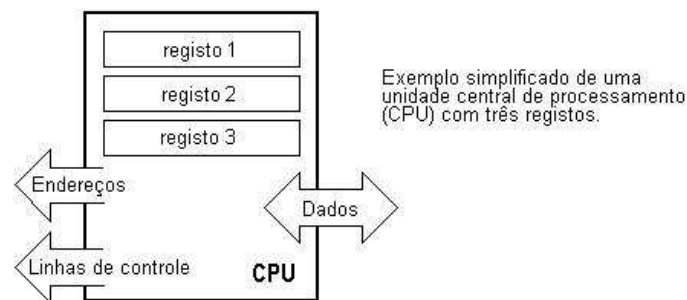 registo 1
registo 2
registo 3
Exemplo simplificado de uma
unidade central de processamento
(CPU) com três registos.
Endereços
Dados
Linhas de controle
CPU